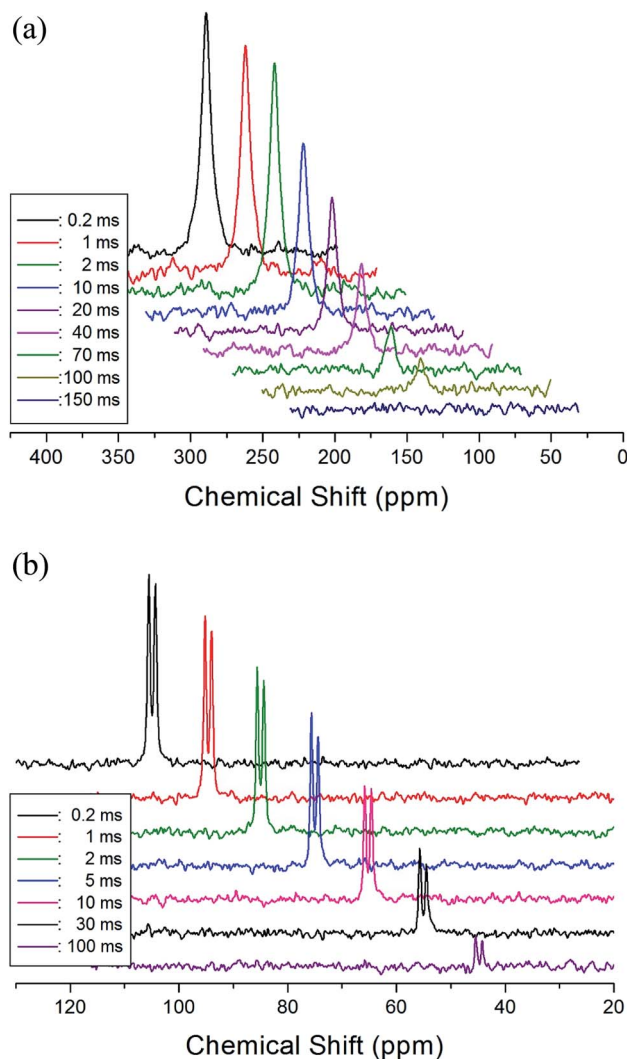 (a)
: 0.2 ms
: 1 ms
: 2 ms
: 10 ms
: 20 ms
: 40 ms
: 70 ms
: 100 ms
:150 ms
400 350 300 250 200 150 100 50 0
Chemical Shift (ppm)
(b)
: 0.2 ms
: 1 ms
: 2 ms
: 5 ms
: 10 ms
: 30 ms
: 100 ms
120 100 80 60 40 20
Chemical Shift (ppm)